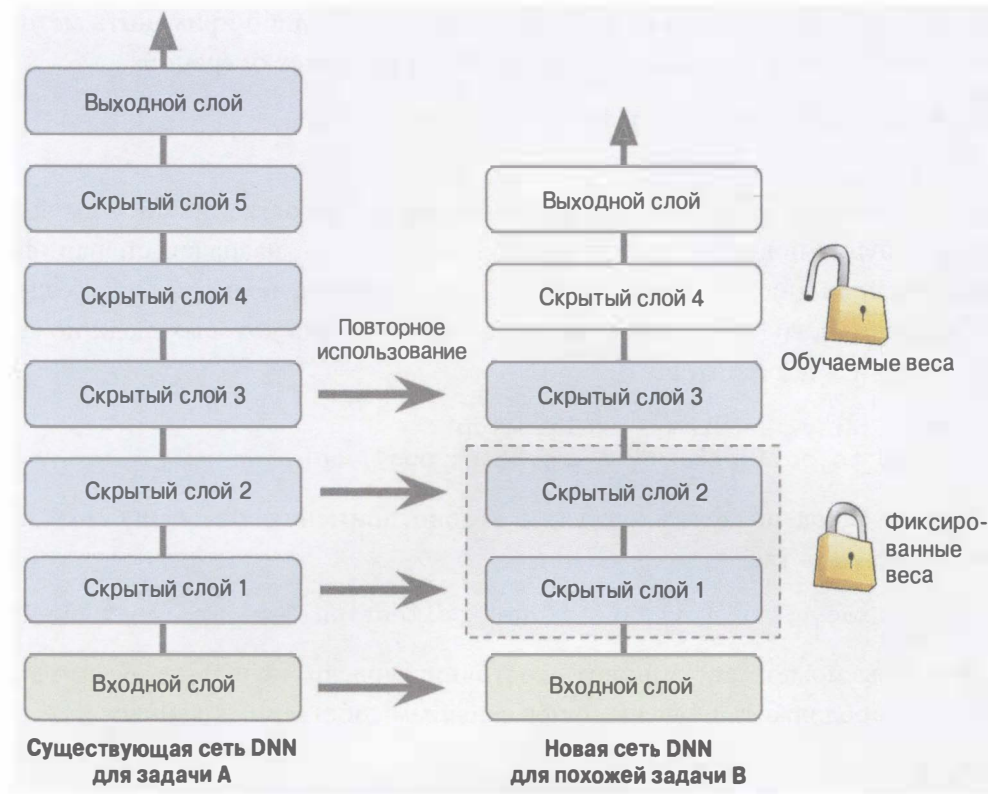 Выходной слой
Скрытый слой 5
Скрытый слой 4
Скрытый слой 3
Скрытый слой 2
Скрытый слой 1
Входной слой
Существующая сеть DNN
для задачи A
Повторное
использование
Выходной слой
Скрытый слой 4
Скрытый слой 3
Скрытый слой 2
Скрытый слой 1
Входной слой
Новая сеть DNN
для похожей задачи B
Обучаемые веса
Фиксиро-
ванные
веса